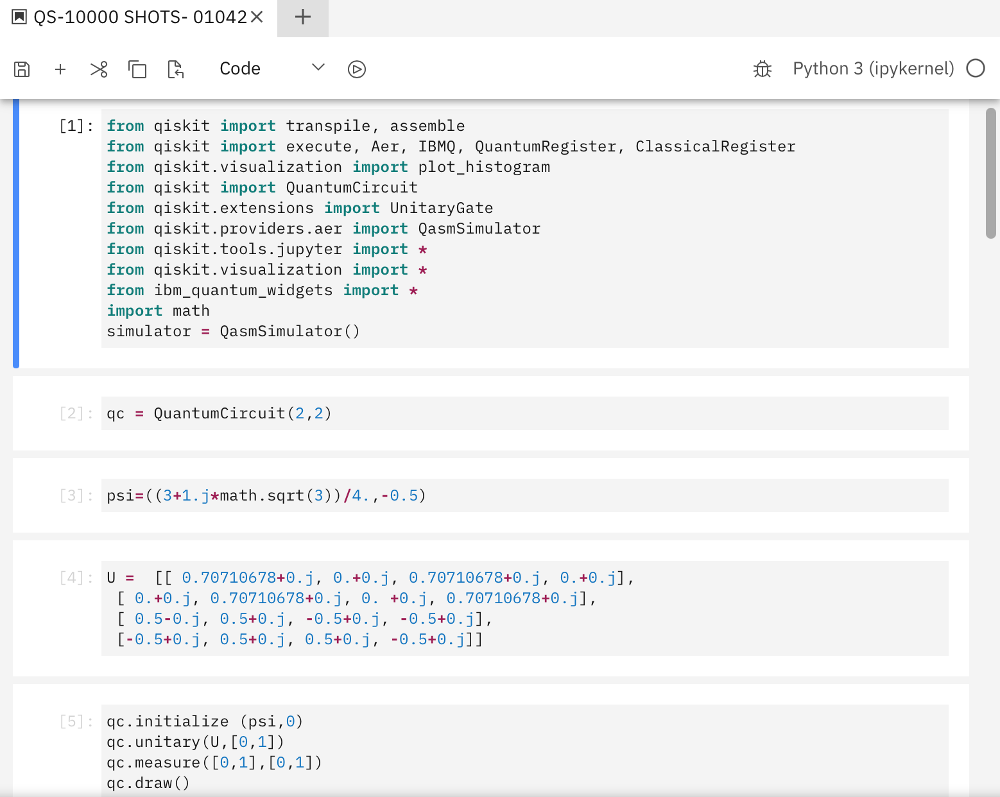 QS-10000 SHOTS- 01042
Code
Python 3 (ipykernel)
[1]: from qiskit import transpile, assemble
from qiskit import execute, Aer, IBMQ, QuantumRegister, ClassicalRegister
from qiskit.visualization import plot_histogram
from qiskit import QuantumCircuit
from qiskit.extensions import UnitaryGate
from qiskit.providers.aer import QasmSimulator
from qiskit.tools.jupyter import *
from qiskit.visualization import *
from ibm_quantum_widgets import *
import math
simulator = QasmSimulator()
[2]: qc = QuantumCircuit(2,2)
[3]: psi=((3+1.j*math.sqrt(3))/4.,-0.5)
[4]: U =  [[ 0.70710678+0.j, 0.+0.j, 0.70710678+0.j, 0.+0.j],
[ 0.+0.j, 0.70710678+0.j, 0. +0.j, 0.70710678+0.j],
[ 0.5-0.j, 0.5+0.j, -0.5+0.j, -0.5+0.j],
[-0.5+0.j, 0.5+0.j, 0.5+0.j, -0.5+0.j]]
[5]: qc.initialize (psi,0)
qc.unitary(U,[0,1])
qc.measure([0,1],[0,1])
qc.draw()